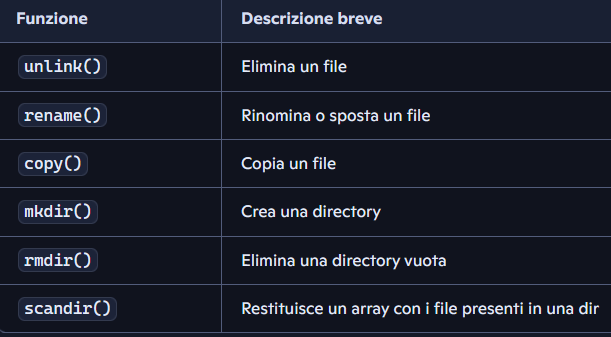 Funzione Descrizione breve
unlink() Elimina un file
rename() Rinomina o sposta un file
copy() Copia un file
mkdir() Crea una directory
rmdir() Elimina una directory vuota
scandir() Restituisce un array con i file presenti in una dir